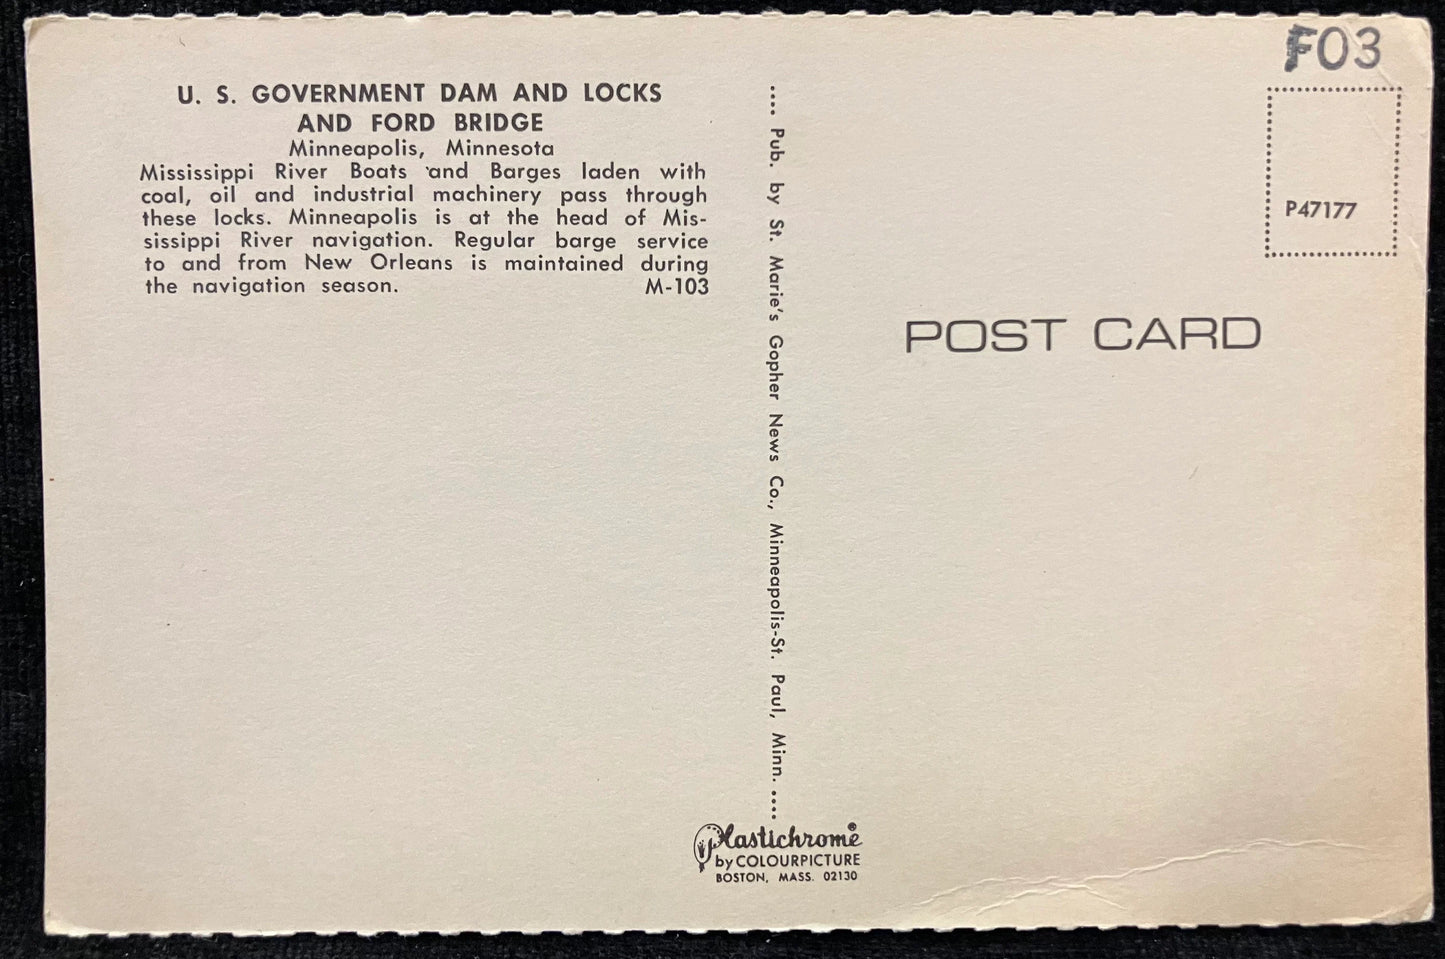 F03
U. S. GOVERNMENT DAM AND LOCKS
AND FORD BRIDGE
Minneapolis, Minnesota
Mississippi River Boats and Barges laden with
coal, oil and industrial machinery pass through
these locks. Minneapolis is at the head of Mis-
sissippi River navigation. Regular barge service
to and from New Orleans is maintained during
the navigation season. M-103
.... Pub. by St. Marie's Gopher News Co., Minneapolis-St. Paul, Minn. ....
P47177
POST CARD
Plastichrome®
by COLOURPICTURE
BOSTON, MASS. 02130